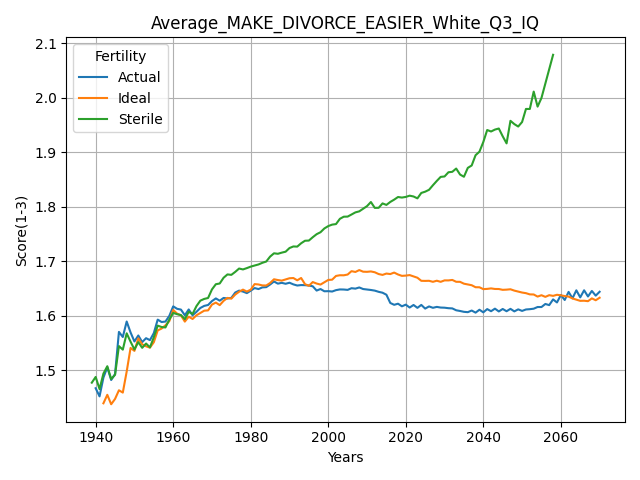 Average_MAKE_DIVORCE_EASIER_White_Q3_IQ
Fertility
Actual
Ideal
Sterile
Score(1-3)
2.1
2.0
1.9
1.8
1.7
1.6
1.5
1940 1960 1980 2000 2020 2040 2060
Years